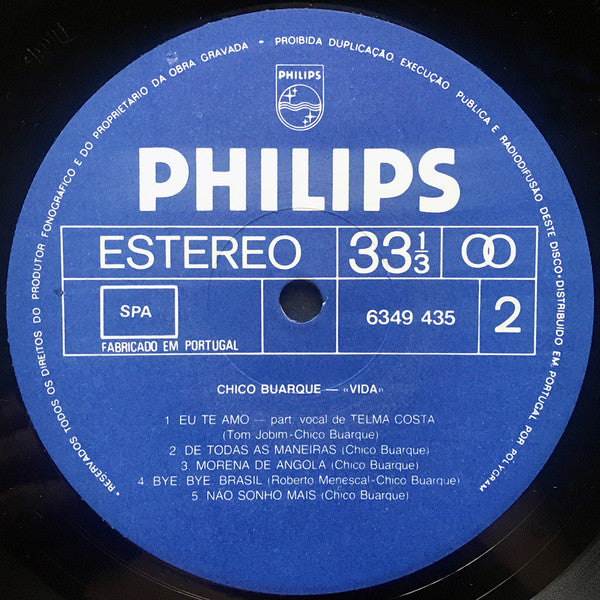 • RESERVADOS TODOS OS DIREITOS DO PRODUTOR FONOGRÁFICO E DO PROPRIETÁRIO DA OBRA GRAVADA - PROIBIDA DUPLICAÇÃO, EXECUÇÃO PUBLICA E RADIODIFUSÃO DESTE DISCO • DISTRIBUIDO EM PORTUGAL POR POLYGRAM
PHILIPS
PHILIPS
ESTEREO 33 1/3
SPA 6349 435 2
FABRICADO EM PORTUGAL
CHICO BUARQUE — «VIDA»
1. EU TE AMO — part. vocal de TELMA COSTA
(Tom Jobim-Chico Buarque)
2. DE TODAS AS MANEIRAS (Chico Buarque)
3. MORENA DE ANGOLA (Chico Buarque)
4. BYE, BYE, BRASIL (Roberto Menescal-Chico Buarque)
5. NÃO SONHO MAIS (Chico Buarque)